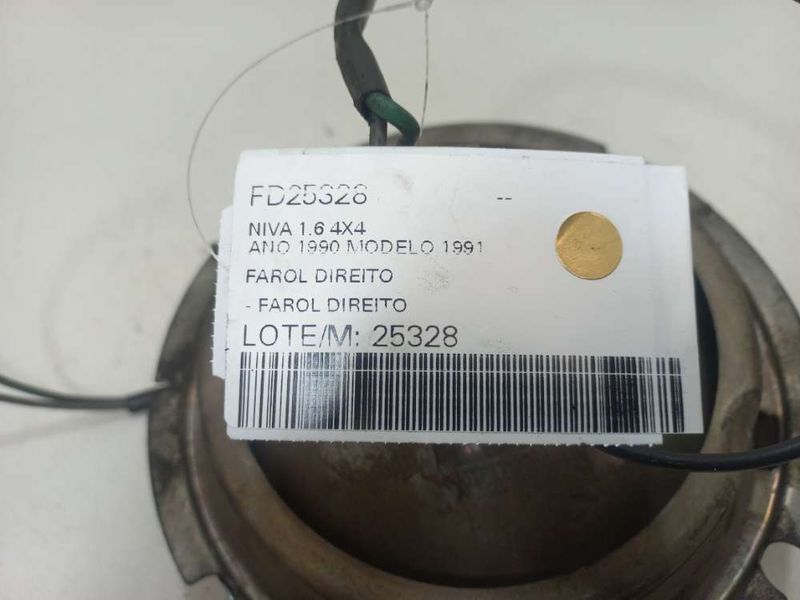 FD25328 --
NIVA 1.6 4X4
ANO 1990 MODELO 1991
FAROL DIREITO
- FAROL DIREITO
LOTE/M: 25328